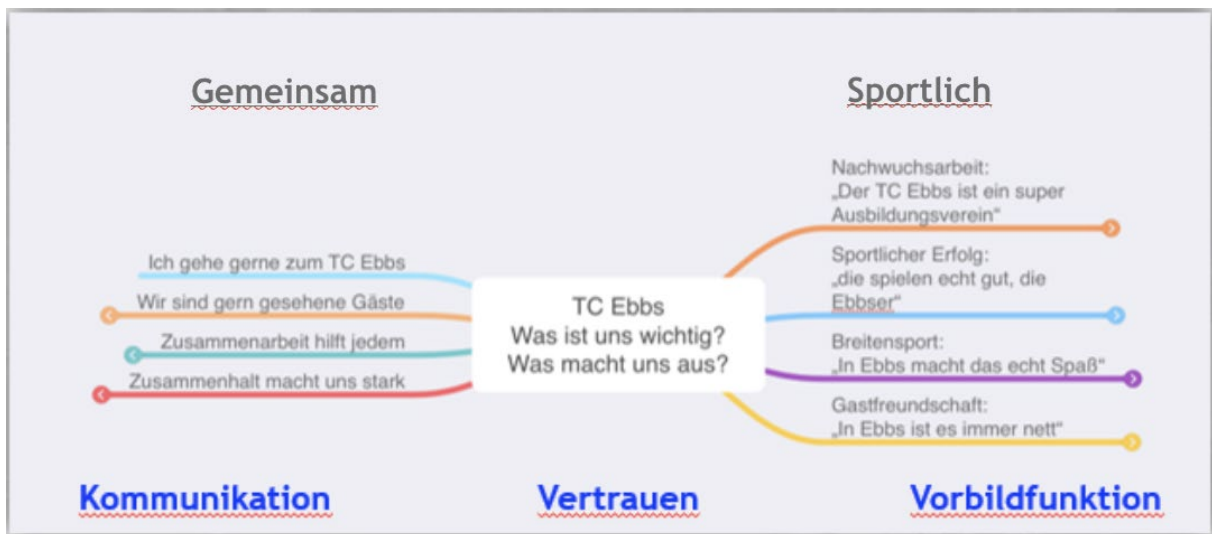 Gemeinsam
Sportlich
Ich gehe gerne zum TC Ebbs
Wir sind gern gesehene Gäste
Zusammenarbeit hilft jedem
Zusammenhalt macht uns stark
TC Ebbs
Was ist uns wichtig?
Was macht uns aus?
Nachwuchsarbeit:
„Der TC Ebbs ist ein super
Ausbildungsverein“
Sportlicher Erfolg:
„die spielen echt gut, die
Ebbser“
Breitensport:
„In Ebbs macht das echt Spaß“
Gastfreundschaft:
„In Ebbs ist es immer nett“
Kommunikation
Vertrauen
Vorbildfunktion